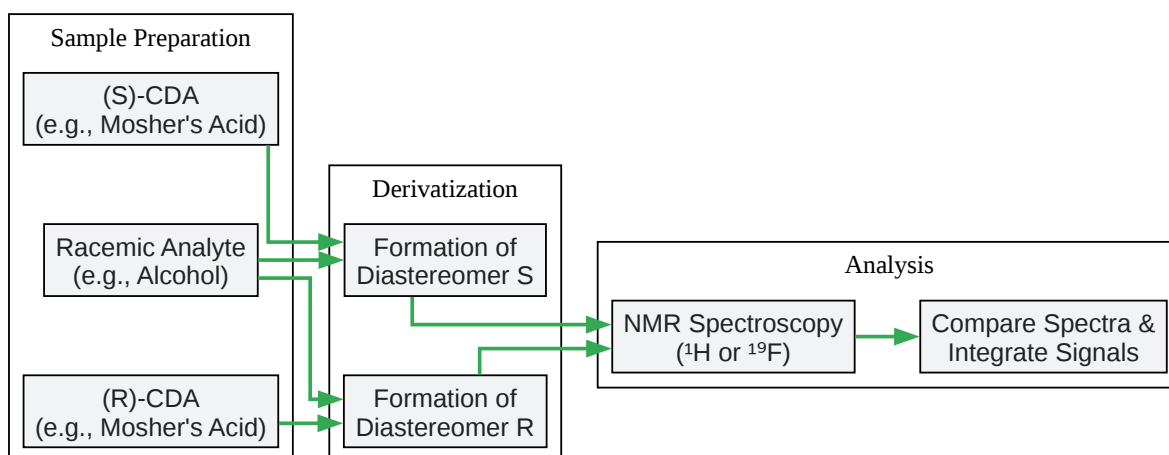 Sample Preparation
(S)-CDA
(e.g., Mosher's Acid)
Racemic Analyte
(e.g., Alcohol)
(R)-CDA
(e.g., Mosher's Acid)
Derivatization
Formation of
Diastereomer S
Formation of
Diastereomer R
Analysis
NMR Spectroscopy
(¹H or ¹⁹F)
Compare Spectra &
Integrate Signals